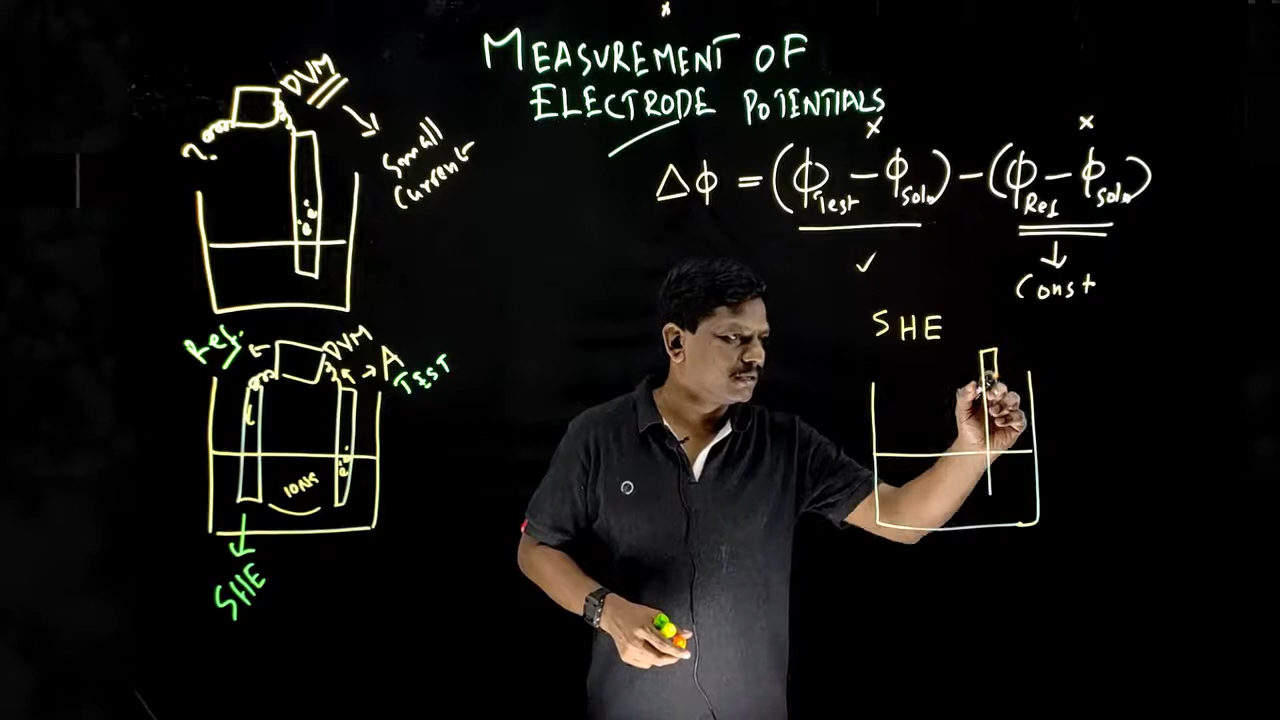 MEASUREMENT OF
ELECTRODE POTENTIALS
Δϕ = (ϕTest − ϕSoln) − (ϕRef − ϕSoln)
x
x
x
✓
↓
Const
SHE
DVM
?
Small
Current
Ref.
DVM
A
TEST
e
e
IONS
SHE